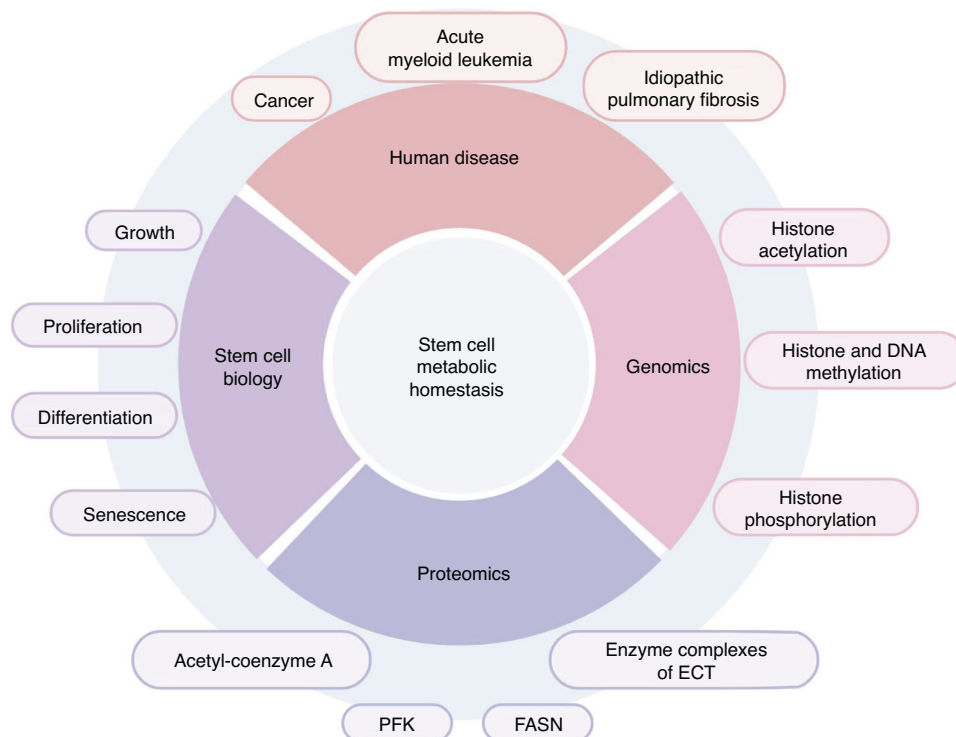 Acute
myeloid leukemia
Idiopathic
pulmonary fibrosis
Cancer
Human disease
Growth
Histone
acetylation
Proliferation
Stem cell
biology
Stem cell
metabolic
homestasis
Genomics
Histone and DNA
methylation
Differentiation
Senescence
Histone
phosphorylation
Proteomics
Acetyl-coenzyme A
Enzyme complexes
of ECT
PFK
FASN